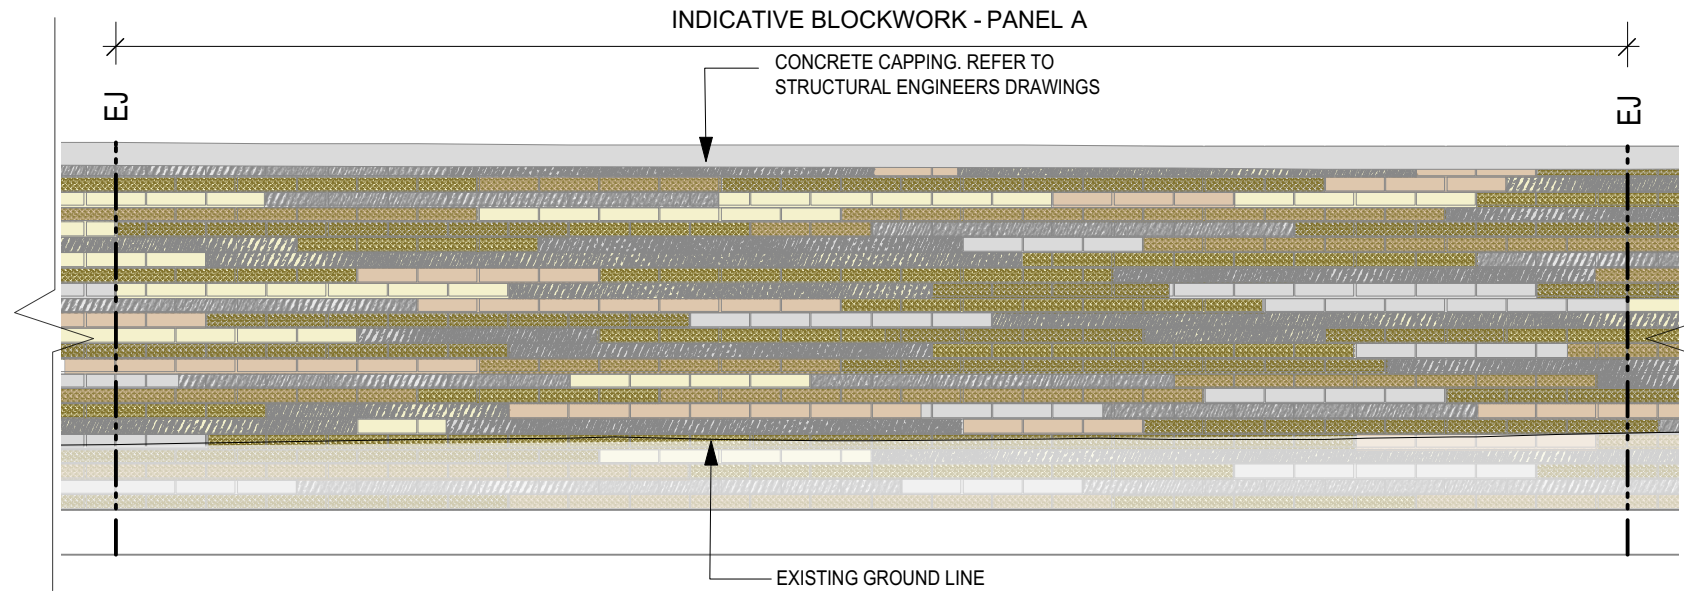 INDICATIVE BLOCKWORK - PANEL A
CONCRETE CAPPING. REFER TO
STRUCTURAL ENGINEERS DRAWINGS
EJ
EJ
EXISTING GROUND LINE